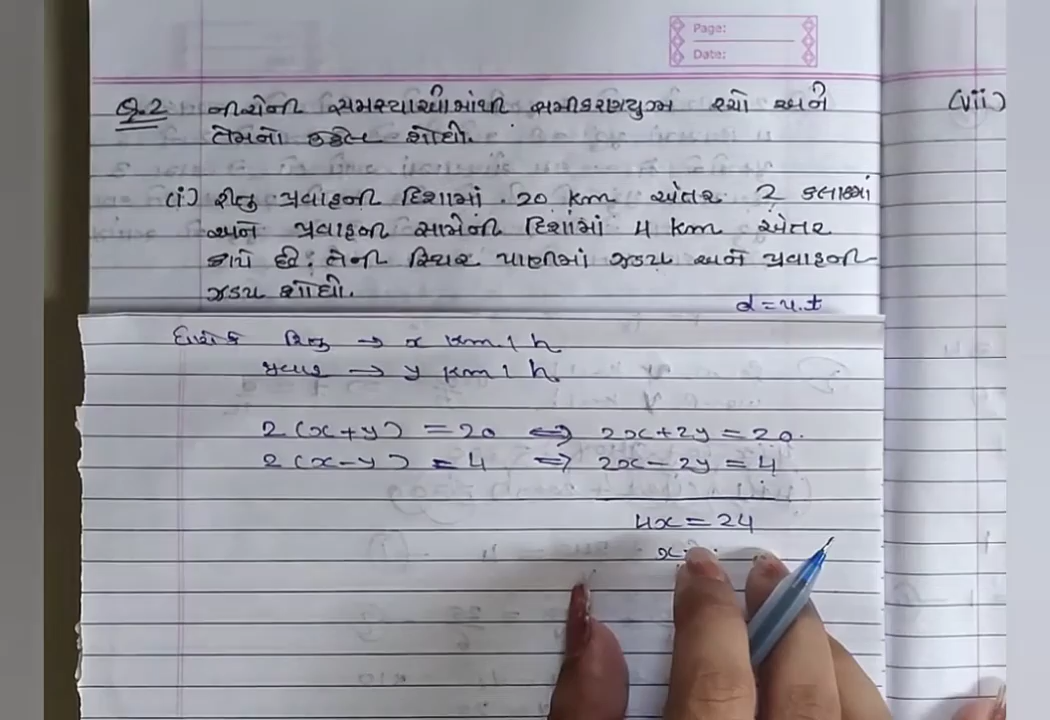 Page:
Date:
Q.2 નીચેની સમસ્યાઓમાંથી સમીકરણયુગ્મ રચો અને (vii)
તેમનો ઉકેલ શોધો.
(i) રીતુ પ્રવાહની દિશામાં 20 km અંતર 2 કલાકમાં
અને પ્રવાહની સામેની દિશામાં 4 km અંતર
કાપે છે. તેની સ્થિર પાણીમાં ઝડપ અને પ્રવાહની
ઝડપ શોધો.
d = v.t
ધારો કે રિતુ → x km/h
પ્રવાહ → y km/h
2(x+y) = 20 ⇔ 2x+2y = 20.
2(x-y) = 4 ⇒ 2x - 2y = 4
4x = 24
x =